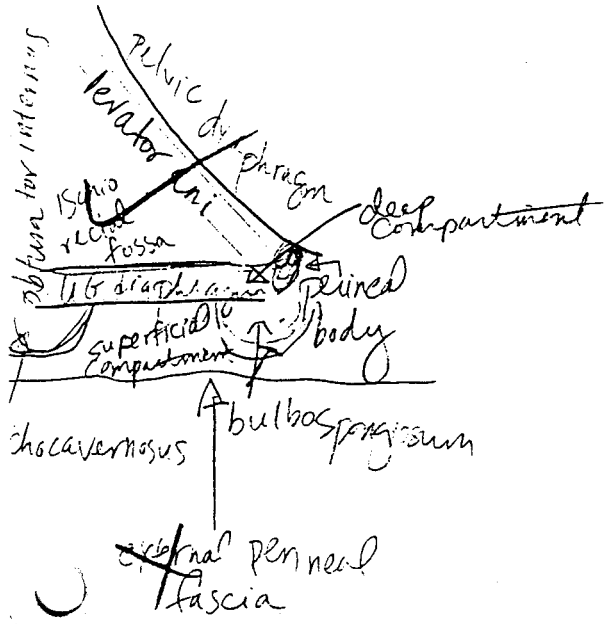 obturator internus
pelvic diaphragm
levator ani
Ischio
rectal
fossa
deep
compartment
UG diaphragm
perineal
body
superficial
compartment
bulbospongiosum
chocavernosus
external perineal
fascia